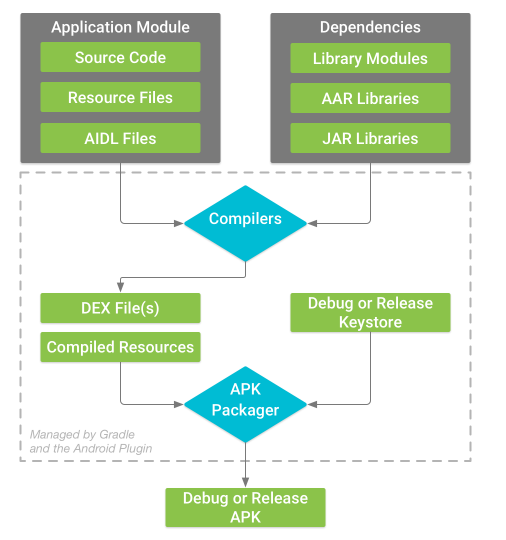 Application Module
Source Code
Resource Files
AIDL Files
Dependencies
Library Modules
AAR Libraries
JAR Libraries
Compilers
DEX File(s)
Compiled Resources
Debug or Release
Keystore
APK
Packager
Managed by Gradle
and the Android Plugin
Debug or Release
APK